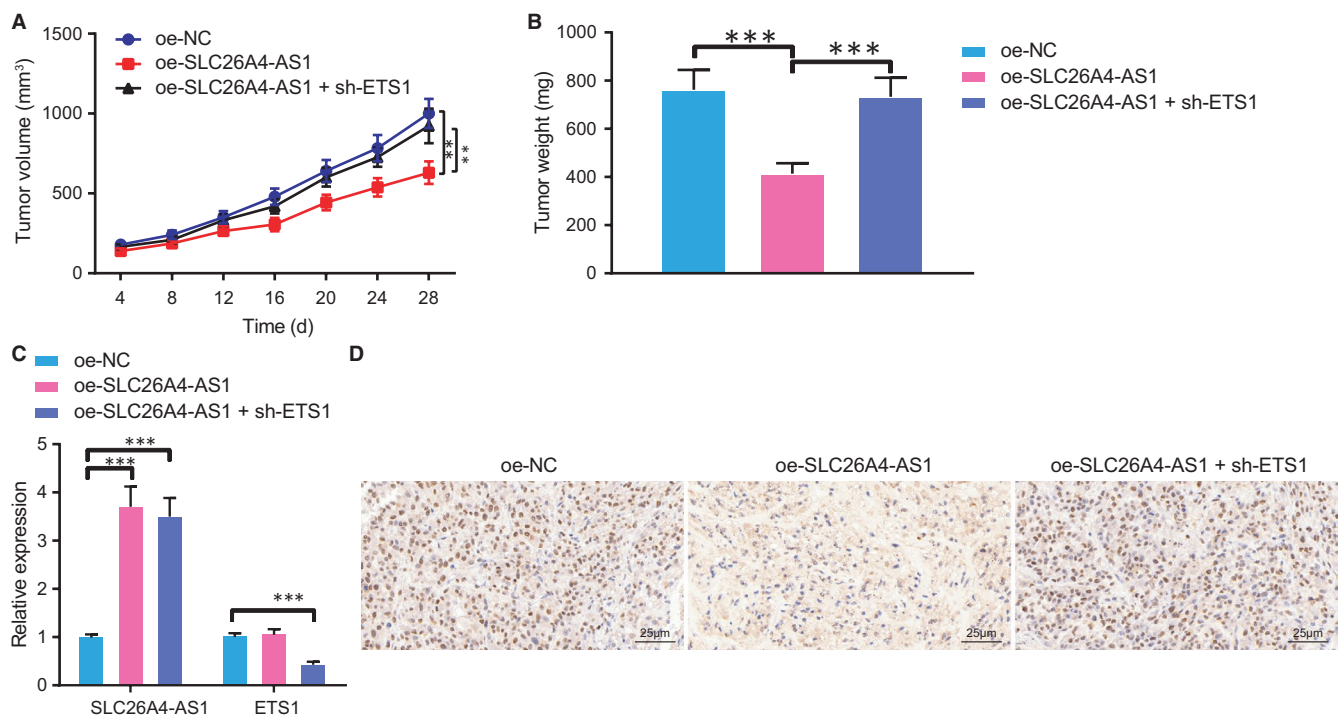 A
oe-NC
oe-SLC26A4-AS1
oe-SLC26A4-AS1 + sh-ETS1
Tumor volume (mm³)
1500
1000
500
0
**
**
4 8 12 16 20 24 28
Time (d)
B
oe-NC
oe-SLC26A4-AS1
oe-SLC26A4-AS1 + sh-ETS1
Tumor weight (mg)
1000
800
600
400
200
0
*** ***
C
oe-NC
oe-SLC26A4-AS1
oe-SLC26A4-AS1 + sh-ETS1
Relative expression
5
4
3
2
1
0
***
***
***
SLC26A4-AS1 ETS1
D
oe-NC oe-SLC26A4-AS1 oe-SLC26A4-AS1 + sh-ETS1
25μm 25μm 25μm